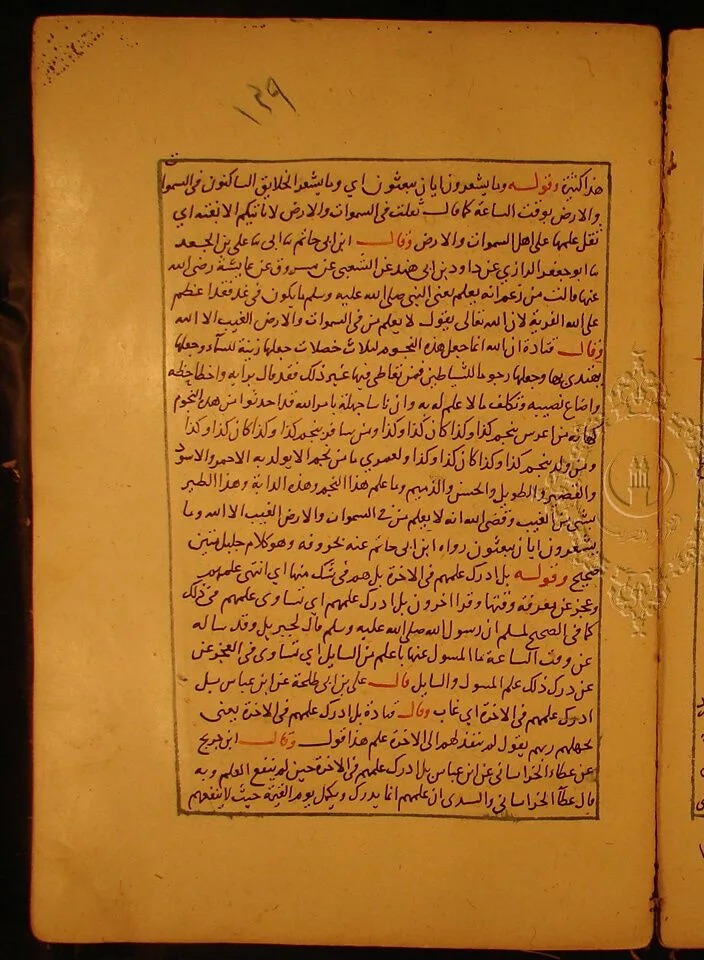 ١٣٩
هذا كثيرة وقوله وما يشعرون ايان يبعثون اي وما يشعر الخلايق الساكنون في السموات
والارض بوقت الساعة كما قال ثقلت في السموات والارض لا تاتيكم الا بغتة اي
ثقل علمها على اهل السموات والارض وقال ابن ابي حاتم ثنا ابي ثنا علي بن الجعد
ثنا ابو جعفر الرازي عن داود بن ابي هند عن الشعبي عن مسروق عن عايشة رضى الله
عنها قالت من زعم انه يعلم يعني النبي صلى الله عليه وسلم ما يكون في غد فقد اعظم
على الله الفرية لان الله تعالى يقول لا يعلم من في السموات والارض الغيب الا الله
وقال قتادة ان الله انما جعل هذه النجوم لثلاث خصلات جعلها زينة للسماء وجعلها
يهتدى بها وجعلها رجوما للشياطين فمن تعاطى فيها غير ذلك فقد قال برايه واخطا حظه
واضاع نصيبه وتكلف ما لا علم له به وان ناسا جهلة بامر الله قد احدثوا من هذه النجوم
كهانة من اعرس بنجم كذا وكذا كان كذا وكذا ومن سافر بنجم كذا وكذا كان كذا وكذا
ومن ولد بنجم كذا وكذا كان كذا وكذا ولعمري ما من نجم الا يولد به الاحمر والاسود
والقصير والطويل والحسن والذميم وما علم هذا النجم وهذه الدابة وهذا الطير
بشي من الغيب وقضى الله انه لا يعلم من في السموات والارض الغيب الا الله وما
يشعرون ايان يبعثون رواه ابن ابي حاتم عنه بحروفه وهو كلام جليل متين
صحيح وقوله بل ادرك علمهم في الاخرة بل هم في شك منها اي انتهى علمهم
وعجز عن معرفة وقتها وقرا اخرون بل ادرك علمهم اي تساوى علمهم في ذلك
كما في الصحيح لمسلم ان رسول الله صلى الله عليه وسلم قال لجبريل وقد ساله
عن وقت الساعة ما المسول عنها باعلم من السايل اي تساوى في العجز عن
عن درك ذلك علم المسول والسايل قال علي بن ابي طلحة عن ابن عباس بل
ادرك علمهم في الاخرة اي غاب وقال قتادة بل ادرك علمهم في الاخرة يعني
بجهلهم ربهم يقول لم ينفذ لهم الى الاخرة علم هذا قول وقال ابن جريج
عن عطاء الخراساني عن ابن عباس بل ادرك علمهم في الاخرة حين لم ينفع العلم وبه
قال عطا الخراساني والسدي ان علمهم انما يدرك ويكمل يوم القيمة حيث لا ينفعهم